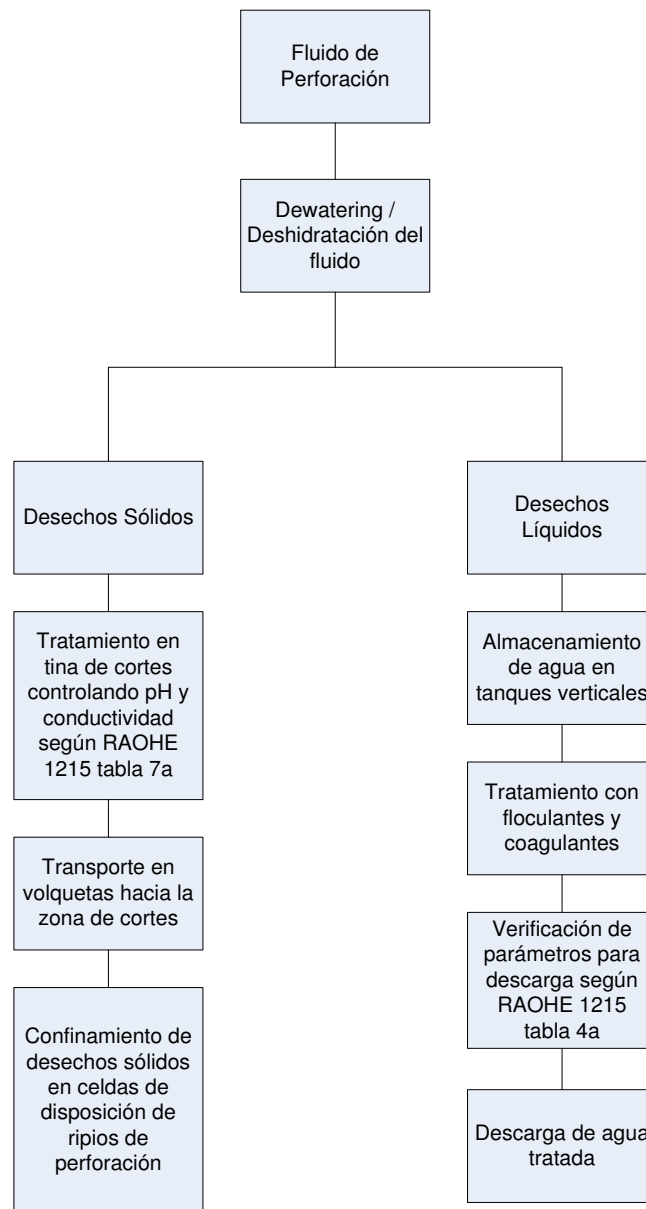 Fluido de
Perforación
Dewatering /
Deshidratación del
fluido
Desechos Sólidos
Tratamiento en
tina de cortes
controlando pH y
conductividad
según RAOHE
1215 tabla 7a
Transporte en
volquetas hacia la
zona de cortes
Confinamiento de
desechos sólidos
en celdas de
disposición de
ripios de
perforación
Desechos
Líquidos
Almacenamiento
de agua en
tanques verticales
Tratamiento con
floculantes y
coagulantes
Verificación de
parámetros para
descarga según
RAOHE 1215
tabla 4a
Descarga de agua
tratada